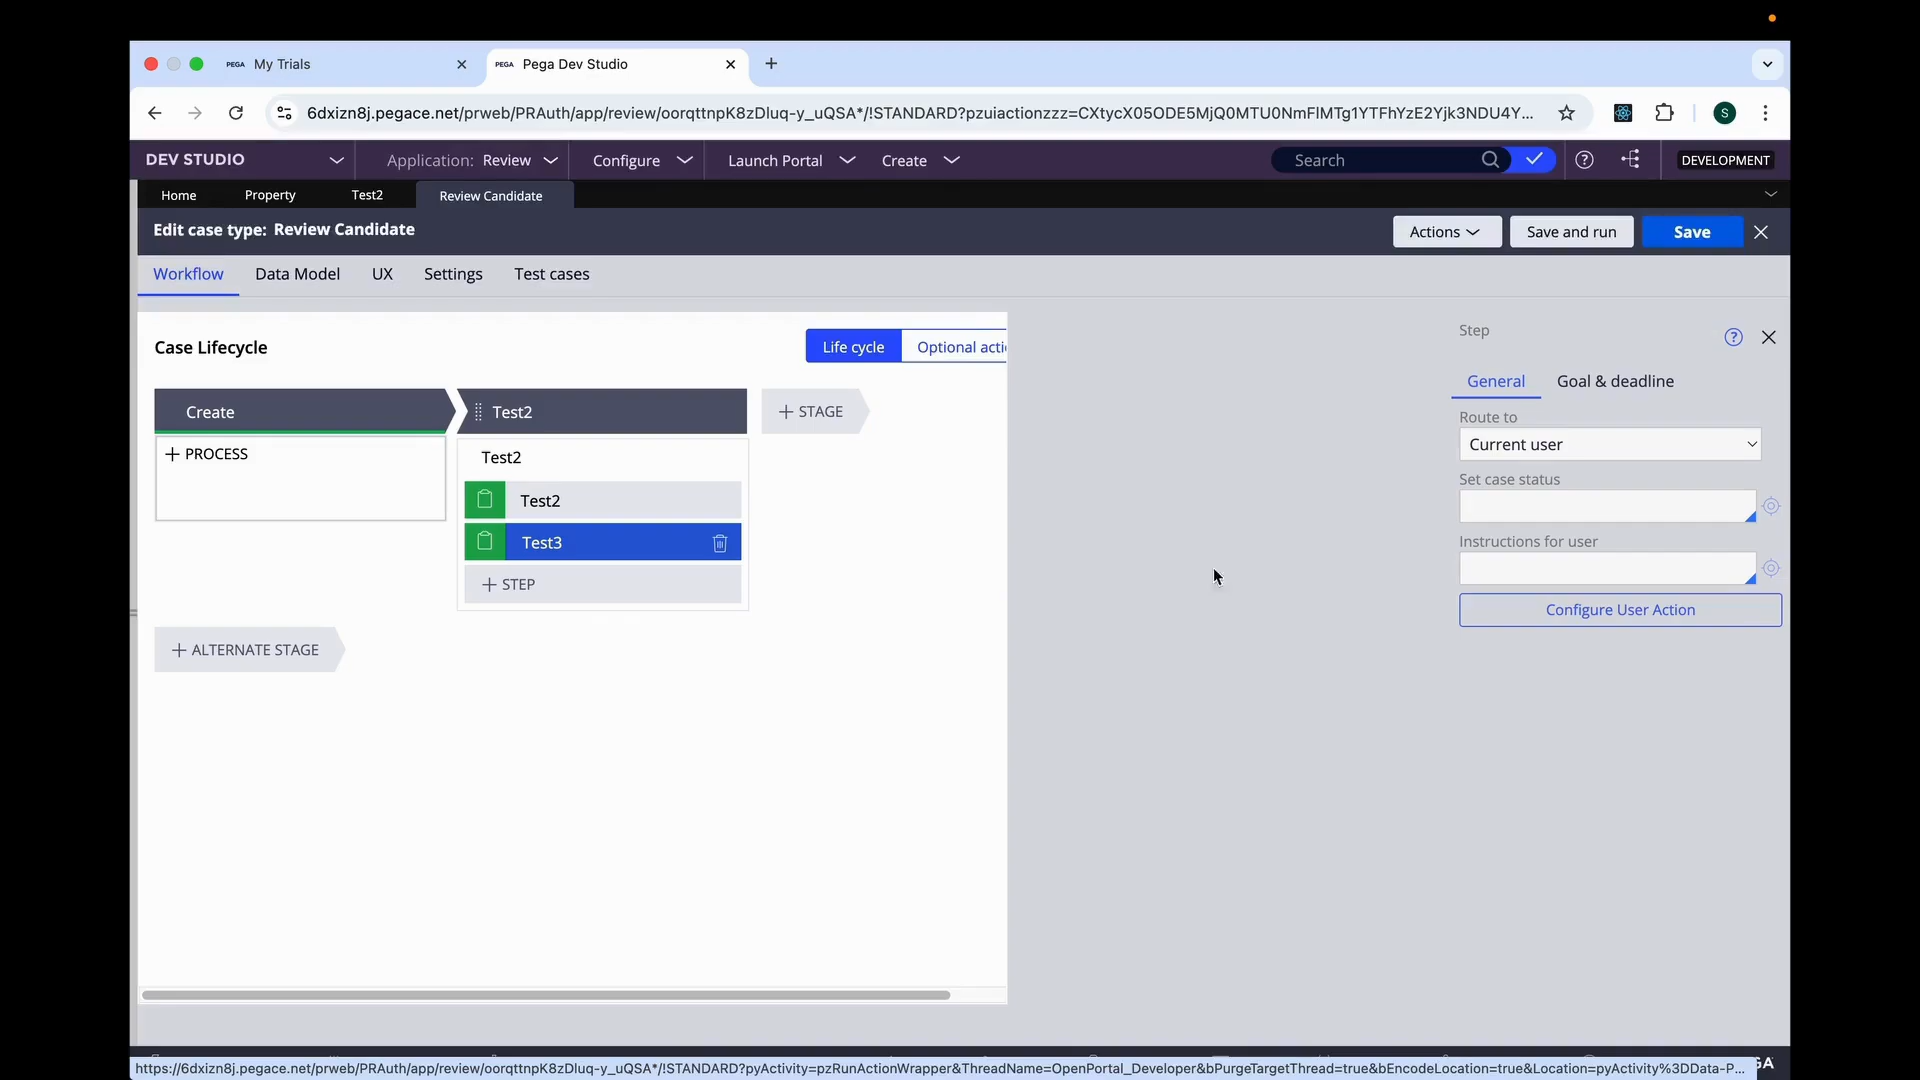 PEGA My Trials
PEGA Pega Dev Studio
6dxizn8j.pegace.net/prweb/PRAuth/app/review/oorqttnpK8zDluq-y_uQSA*/!STANDARD?pzuiactionzzz=CXtycX05ODE5MjQ0MTU0NmFlMTg1YTFhYzE2Yjk3NDU4Y...
S
DEV STUDIO
Application: Review
Configure
Launch Portal
Create
Search
DEVELOPMENT
Home
Property
Test2
Review Candidate
Edit case type: Review Candidate
Actions
Save and run
Save
Workflow
Data Model
UX
Settings
Test cases
Case Lifecycle
Life cycle
Optional acti
Create
Test2
+ STAGE
+ PROCESS
Test2
Test2
Test3
+ STEP
+ ALTERNATE STAGE
Step
General
Goal & deadline
Route to
Current user
Set case status
Instructions for user
Configure User Action
https://6dxizn8j.pegace.net/prweb/PRAuth/app/review/oorqttnpK8zDluq-y_uQSA*/!STANDARD?pyActivity=pzRunActionWrapper&ThreadName=OpenPortal_Developer&bPurgeTargetThread=true&bEncodeLocation=true&Location=pyActivity%3DData-P...